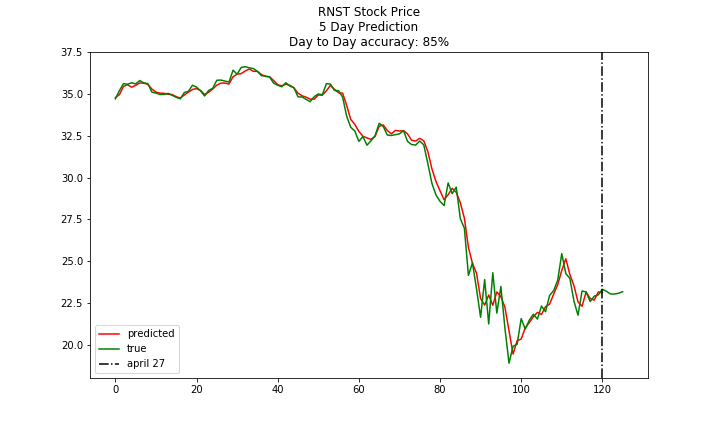 RNST Stock Price
5 Day Prediction
Day to Day accuracy: 85%
37.5
35.0
32.5
30.0
27.5
25.0
22.5
20.0
predicted
true
april 27
0 20 40 60 80 100 120